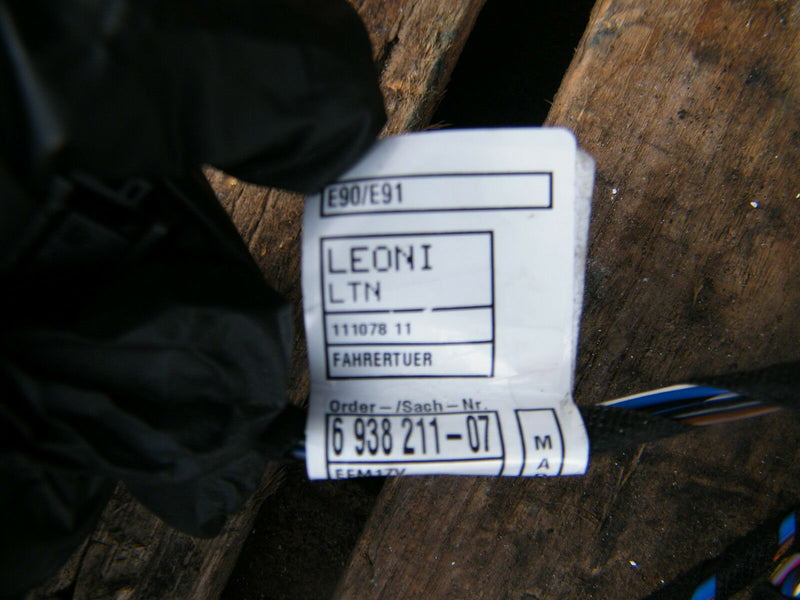 E90/E91
LEONI
LTN
111078 11
FAHRERTUER
Order-/Sach-Nr.
6 938 211-07